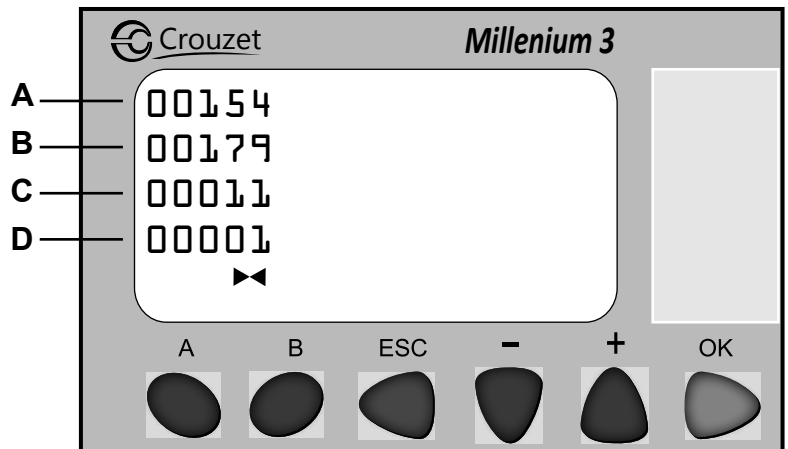 Crouzet Millenium 3
A 00154
B 00179
C 00011
D 00001
A B ESC - + OK